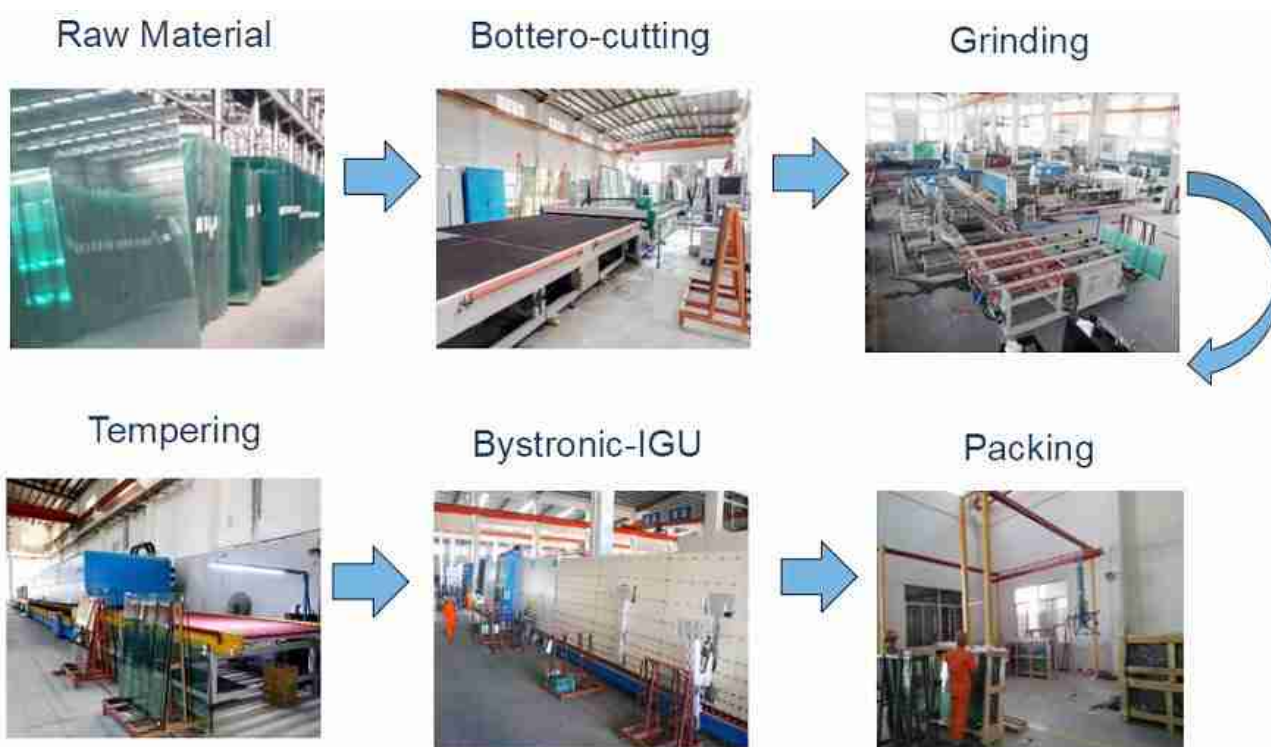 Raw Material
Bottero-cutting
Grinding
Tempering
Bystronic-IGU
Packing